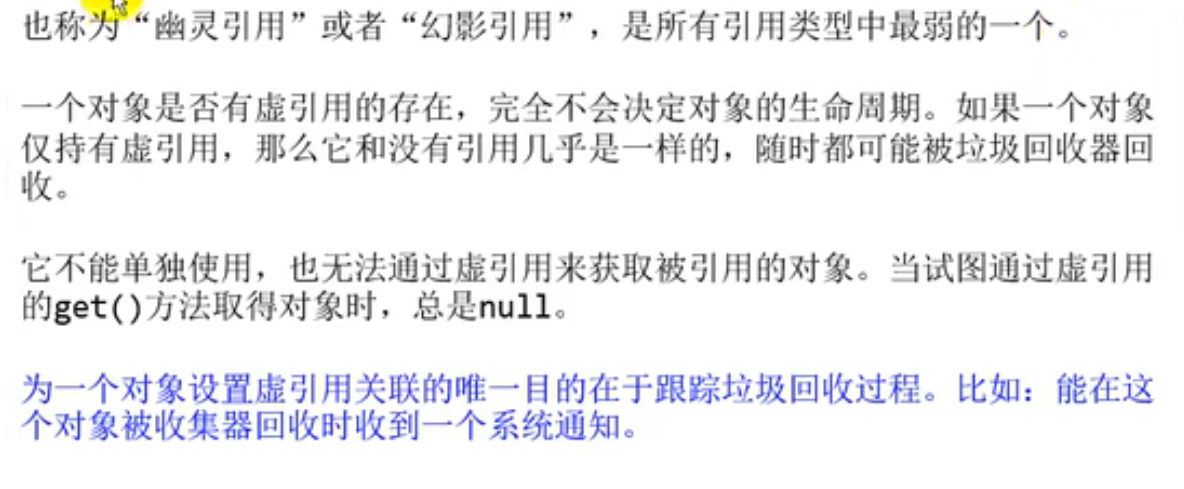 也称为“幽灵引用”或者“幻影引用”，是所有引用类型中最弱的一个。
一个对象是否有虚引用的存在，完全不会决定对象的生命周期。如果一个对象
仅持有虚引用，那么它和没有引用几乎是一样的，随时都可能被垃圾回收器回
收。
它不能单独使用，也无法通过虚引用来获取被引用的对象。当试图通过虚引用
的get()方法取得对象时，总是null。
为一个对象设置虚引用关联的唯一目的在于跟踪垃圾回收过程。比如：能在这
个对象被收集器回收时收到一个系统通知。